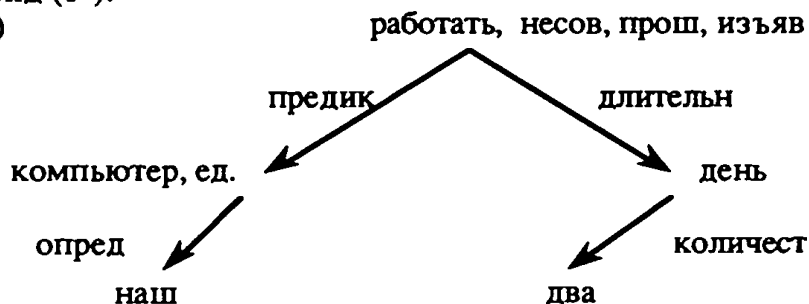 работать, несов, прош, изъяв
предик длительн
компьютер, ед. день
опред количест
наш два